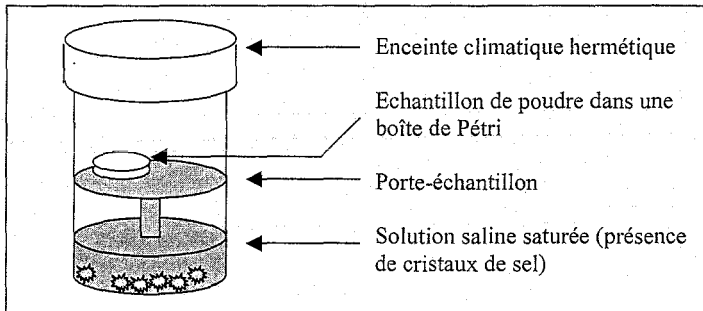 Enceinte climatique hermétique
Echantillon de poudre dans une
boîte de Pétri
Porte-échantillon
Solution saline saturée (présence
de cristaux de sel)